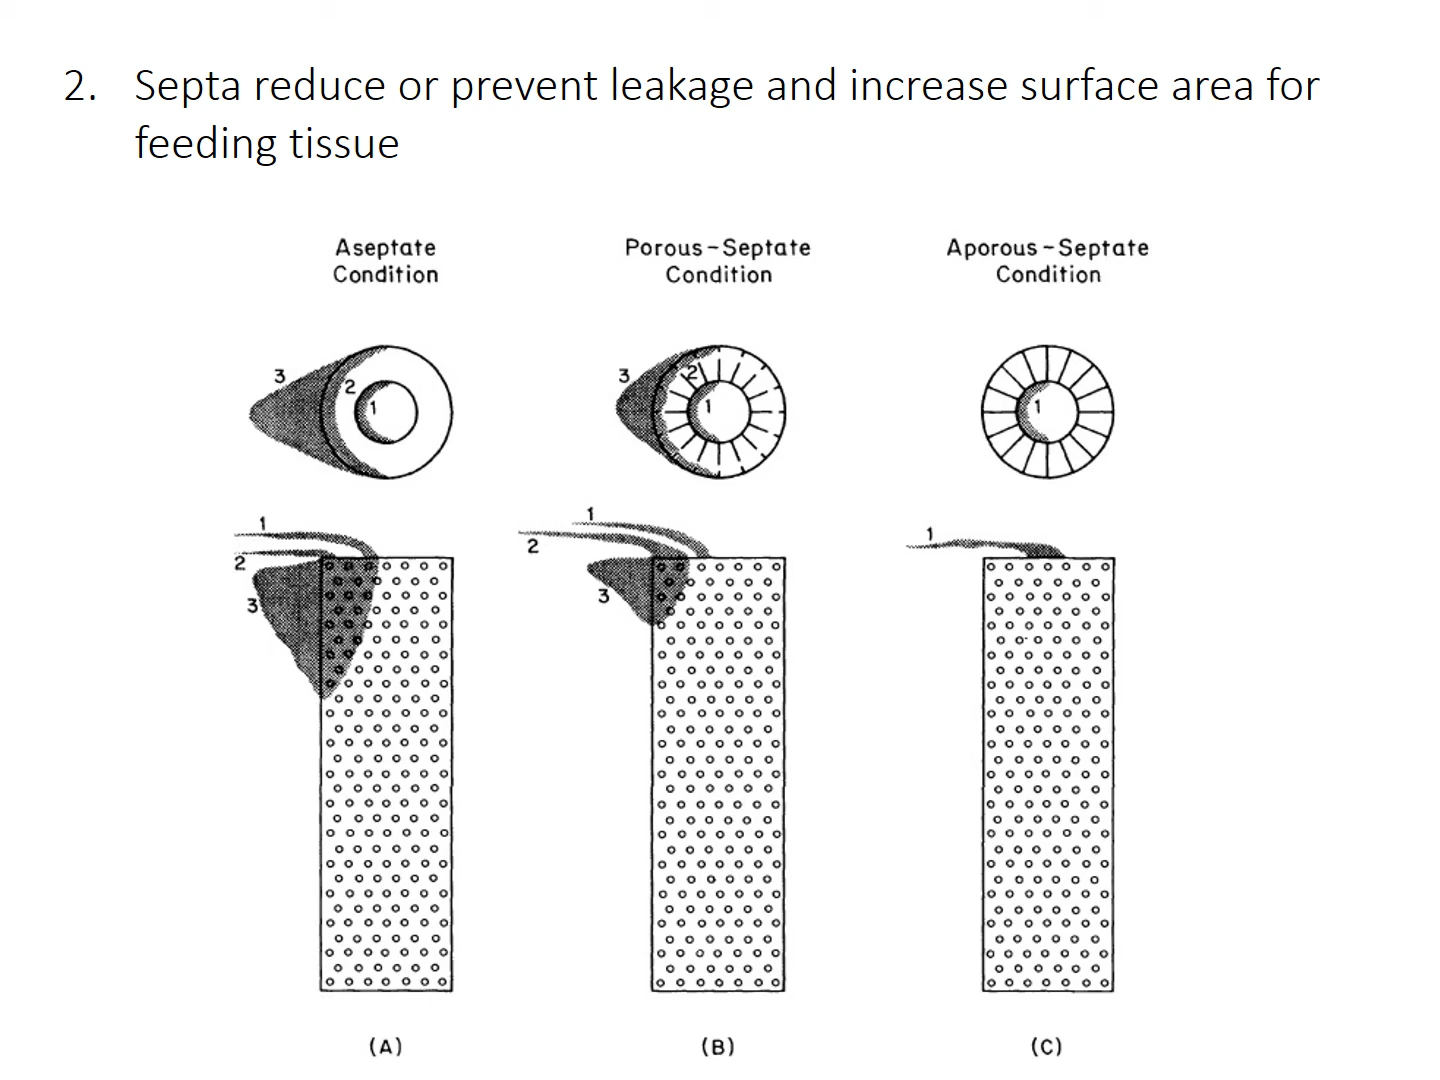 2. Septa reduce or prevent leakage and increase surface area for
feeding tissue
Aseptate
Condition
Porous-Septate
Condition
Aporous-Septate
Condition
3
2
1
3
2
1
1
1
2
3
1
2
3
1
(A)
(B)
(C)